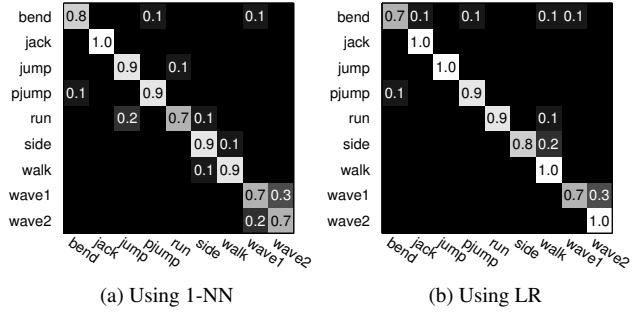 bend 0.8 0.1 0.1
jack 1.0
jump 0.9 0.1
pjump 0.1 0.9
run 0.2 0.7 0.1
side 0.9 0.1
walk 0.1 0.9
wave1 0.7 0.3
wave2 0.2 0.7
bend jack jump pjump run side walk wave1 wave2
(a) Using 1-NN
bend 0.7 0.1 0.1 0.1 0.1
jack 1.0
jump 1.0
pjump 0.1 0.9
run 0.9 0.1
side 0.8 0.2
walk 1.0
wave1 0.7 0.3
wave2 1.0
bend jack jump pjump run side walk wave1 wave2
(b) Using LR